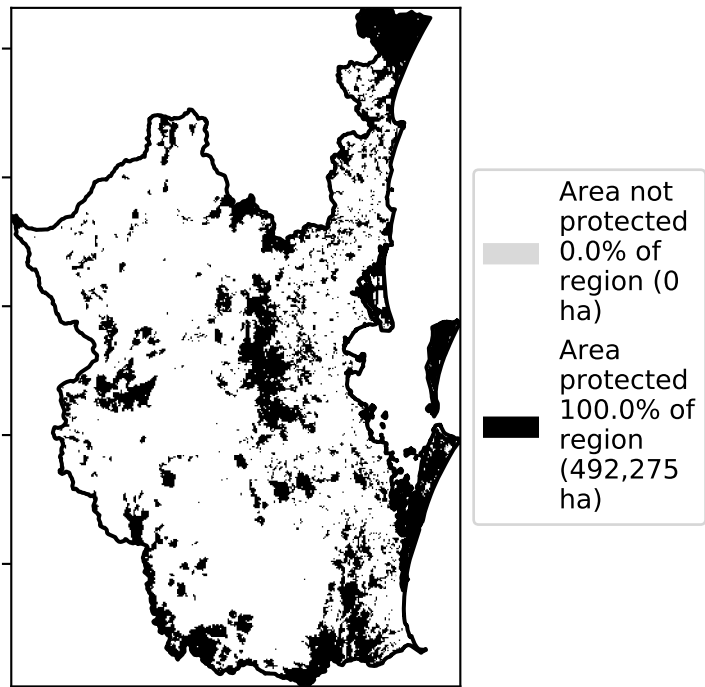 Area not
protected
0.0% of
region (0
ha)
Area
protected
100.0% of
region
(492,275
ha)